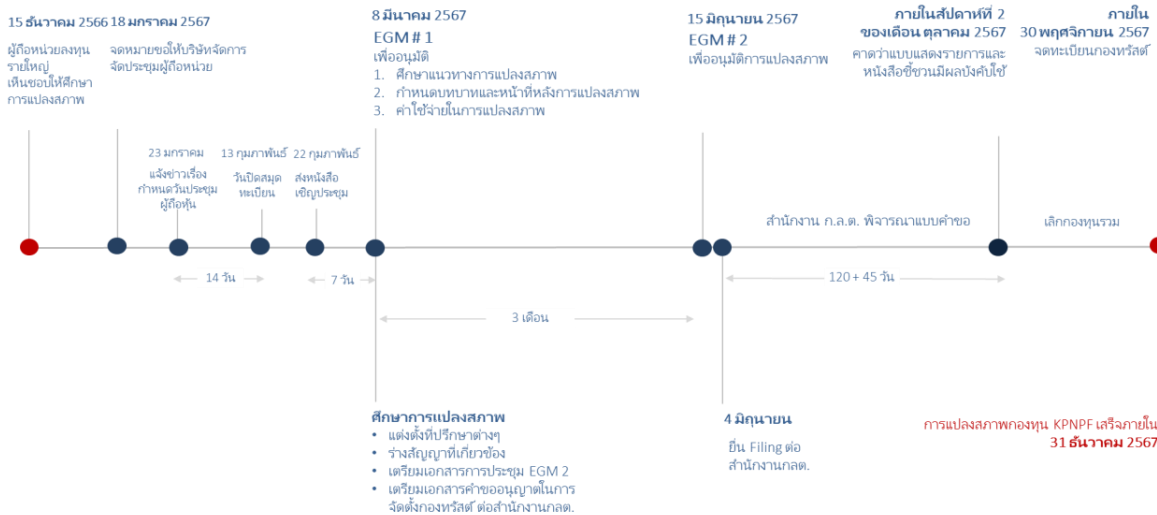 15 ธันวาคม 2566
ผู้ถือหน่วยลงทุน
รายใหญ่
เห็นชอบให้ศึกษา
การแปลงสภาพ
18 มกราคม 2567
จดหมายขอให้บริษัทจัดการ
จัดประชุมผู้ถือหน่วย
8 มีนาคม 2567
EGM # 1
เพื่ออนุมัติ
1. ศึกษาแนวทางการแปลงสภาพ
2. กำหนดบทบาทและหน้าที่หลังการแปลงสภาพ
3. ค่าใช้จ่ายในการแปลงสภาพ
15 มิถุนายน 2567
EGM # 2
เพื่ออนุมัติการแปลงสภาพ
ภายในสัปดาห์ที่ 2
ของเดือน ตุลาคม 2567
คาดว่าแบบแสดงรายการและ
หนังสือชี้ชวนมีผลบังคับใช้
ภายใน
30 พฤศจิกายน 2567
จดทะเบียนกองทรัสต์
23 มกราคม
แจ้งข่าวเรื่อง
กำหนดวันประชุม
ผู้ถือหุ้น
13 กุมภาพันธ์
วันปิดสมุด
ทะเบียน
22 กุมภาพันธ์
ส่งหนังสือ
เชิญประชุม
สำนักงาน ก.ล.ต. พิจารณาแบบคำขอ
เลิกกองทุนรวม
14 วัน
7 วัน
120 + 45 วัน
3 เดือน
ศึกษาการแปลงสภาพ
• แต่งตั้งที่ปรึกษาต่างๆ
• ร่างสัญญาที่เกี่ยวข้อง
• เตรียมเอกสารการประชุม EGM 2
• เตรียมเอกสารคำขออนุญาตในการ
จัดตั้งกองทรัสต์ ต่อสำนักงานกลต.
4 มิถุนายน
ยื่น Filing ต่อ
สำนักงานกลต.
การแปลงสภาพกองทุน KPNPF เสร็จภายใน
31 ธันวาคม 2567